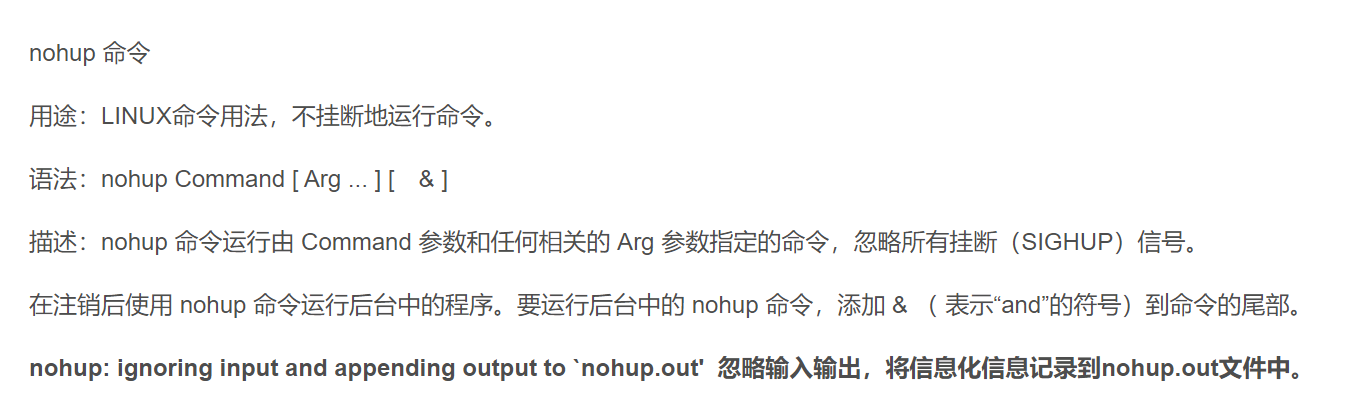 nohup 命令
用途：LINUX命令用法，不挂断地运行命令。
语法：nohup Command [ Arg ... ] [　& ]
描述：nohup 命令运行由 Command 参数和任何相关的 Arg 参数指定的命令，忽略所有挂断（SIGHUP）信号。
在注销后使用 nohup 命令运行后台中的程序。要运行后台中的 nohup 命令，添加 & （ 表示“and”的符号）到命令的尾部。
nohup: ignoring input and appending output to `nohup.out'  忽略输入输出，将信息化信息记录到nohup.out文件中。